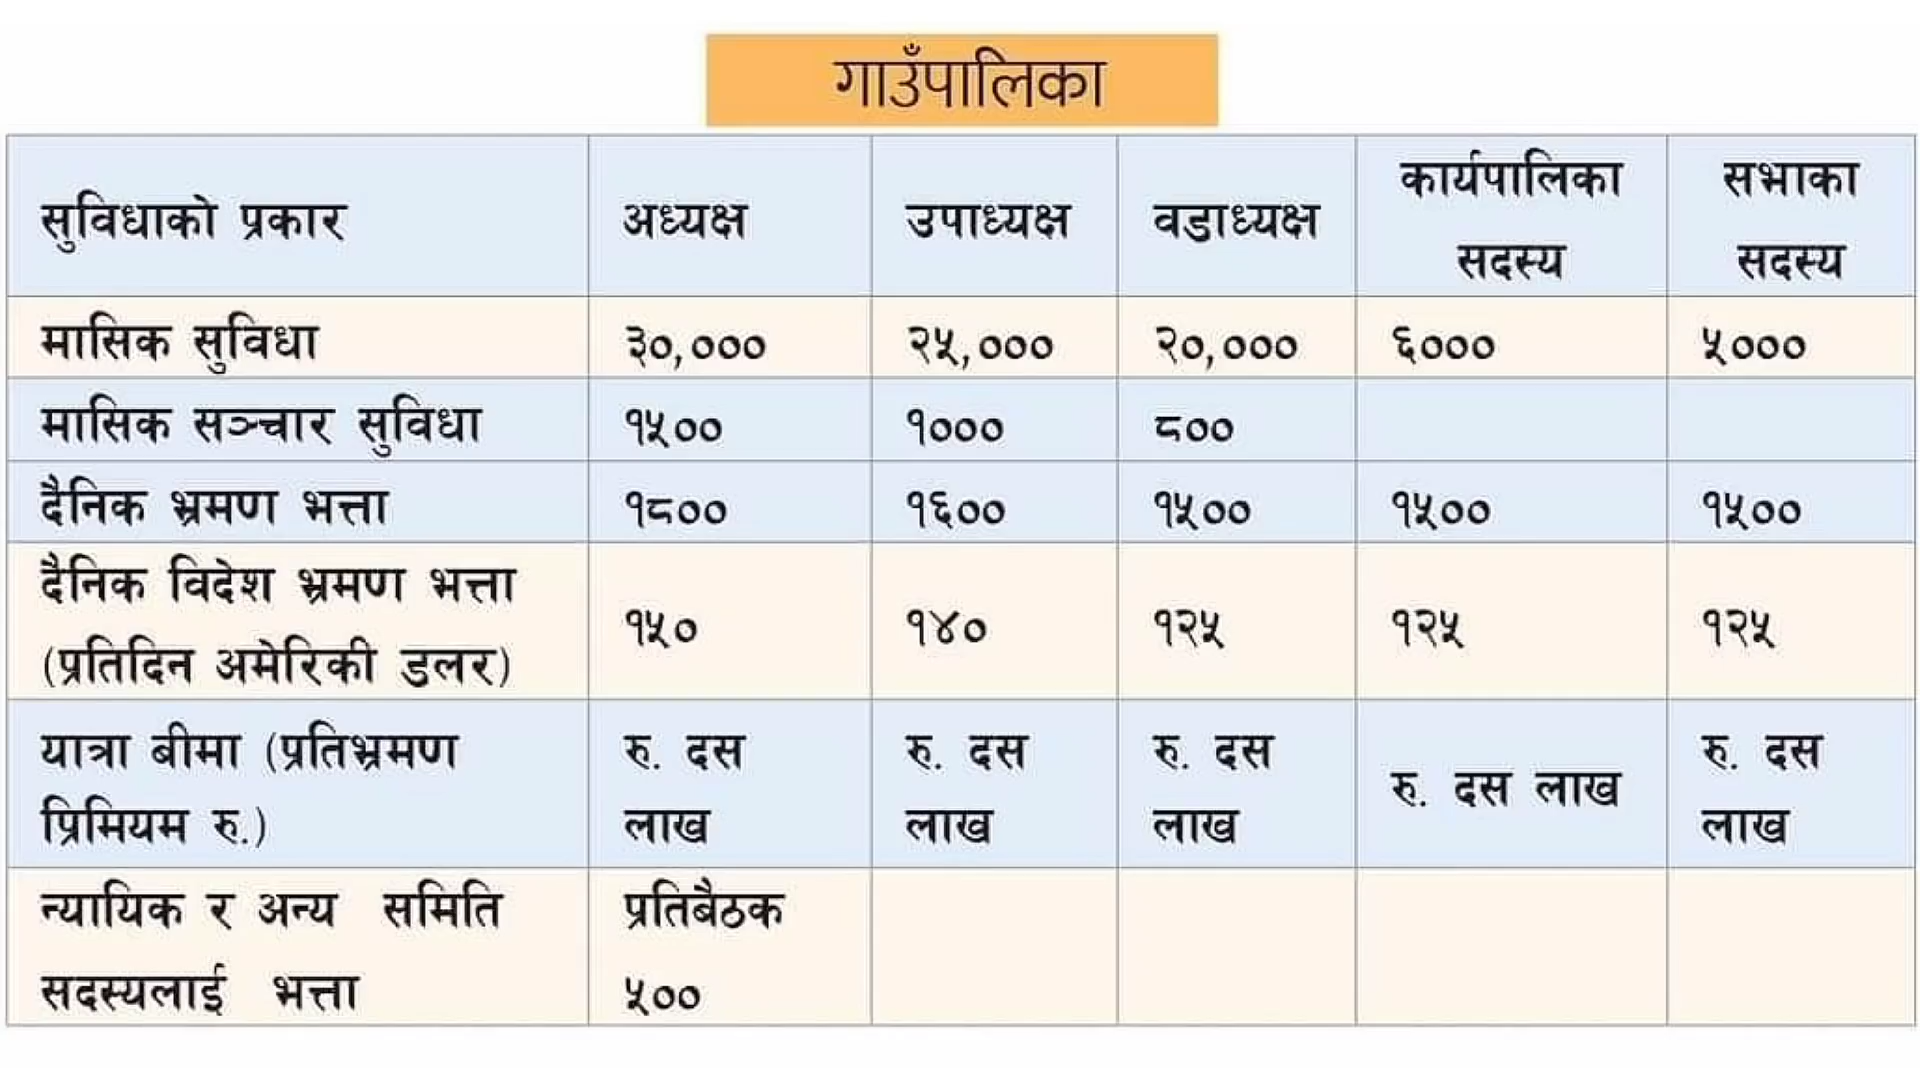 गाउँपालिका
सुविधाको प्रकार अध्यक्ष उपाध्यक्ष वडाध्यक्ष कार्यपालिका सदस्य सभाका सदस्य
मासिक सुविधा ३०,००० २५,००० २०,००० ६००० ५०००
मासिक सञ्चार सुविधा १५०० १००० ८००
दैनिक भ्रमण भत्ता १८०० १६०० १५०० १५०० १५००
दैनिक विदेश भ्रमण भत्ता
(प्रतिदिन अमेरिकी डलर) १५० १४० १२५ १२५ १२५
यात्रा बीमा (प्रतिभ्रमण रु. दस रु. दस रु. दस रु. दस लाख रु. दस
प्रिमियम रु.) लाख लाख लाख लाख
न्यायिक र अन्य समिति प्रतिबैठक
सदस्यलाई भत्ता ५००